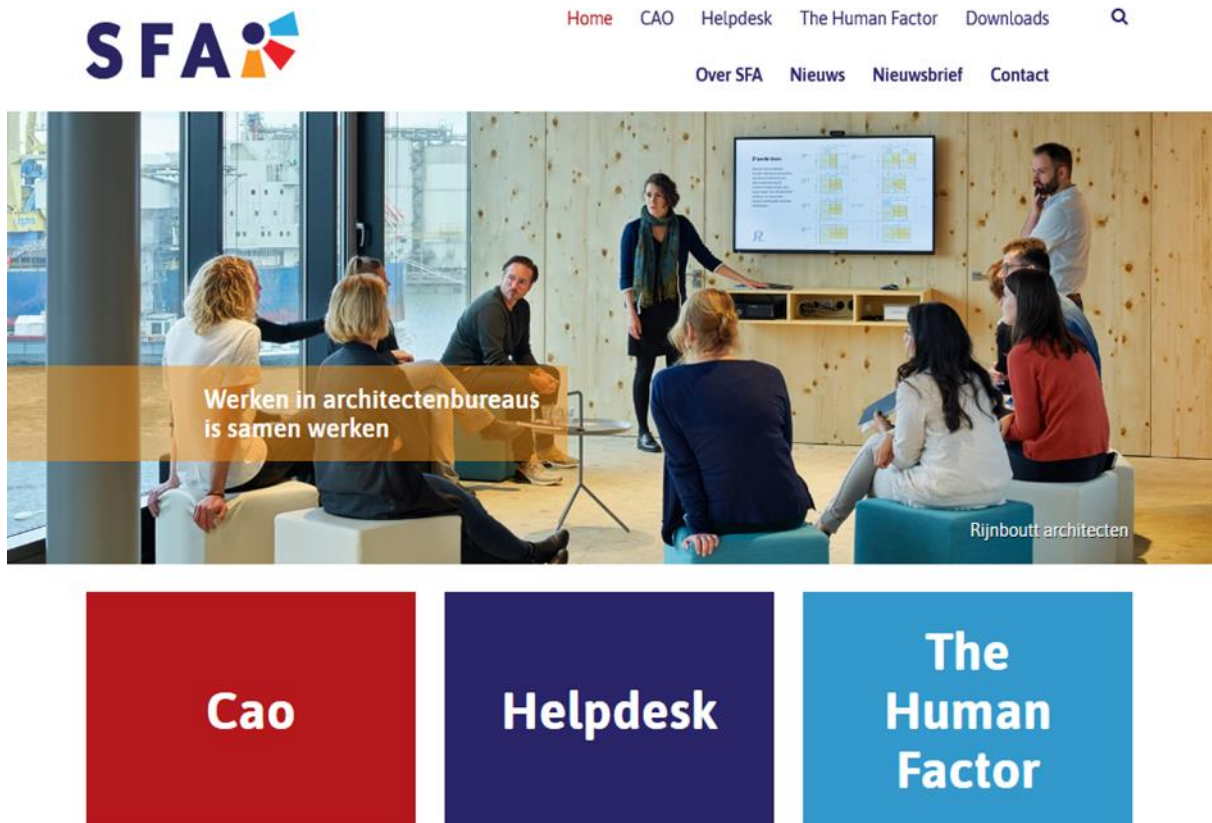 SFA
Home CAO Helpdesk The Human Factor Downloads
Over SFA Nieuws Nieuwsbrief Contact
Werken in architectenbureaus
is samen werken
Rijnboutt architecten
Cao
Helpdesk
The
Human
Factor